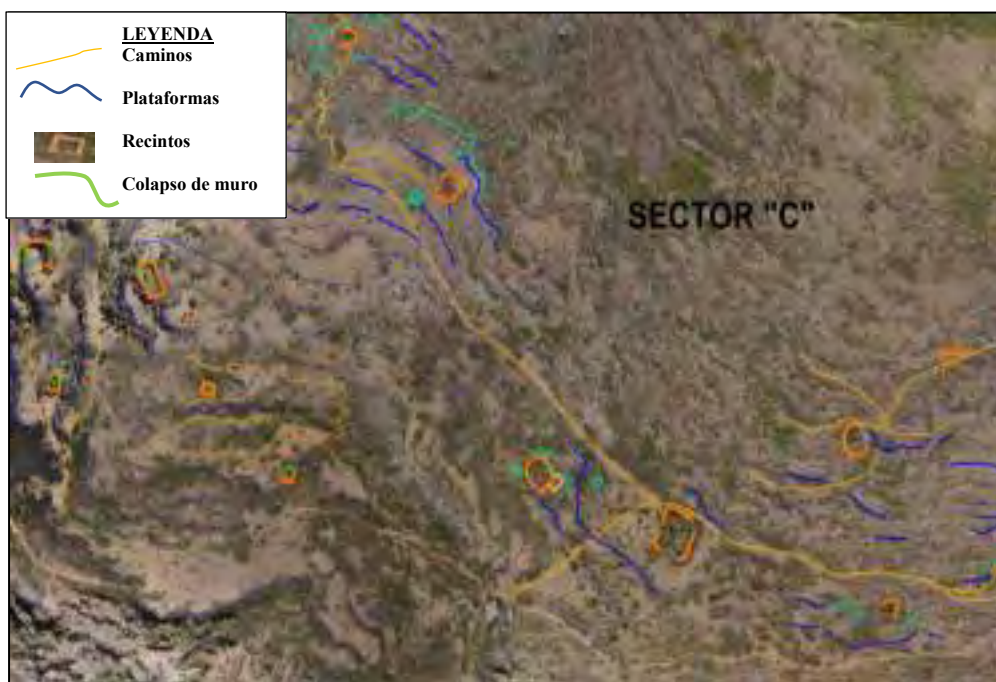 LEYENDA
Caminos
Plataformas
Recintos
Colapso de muro
SECTOR "C"